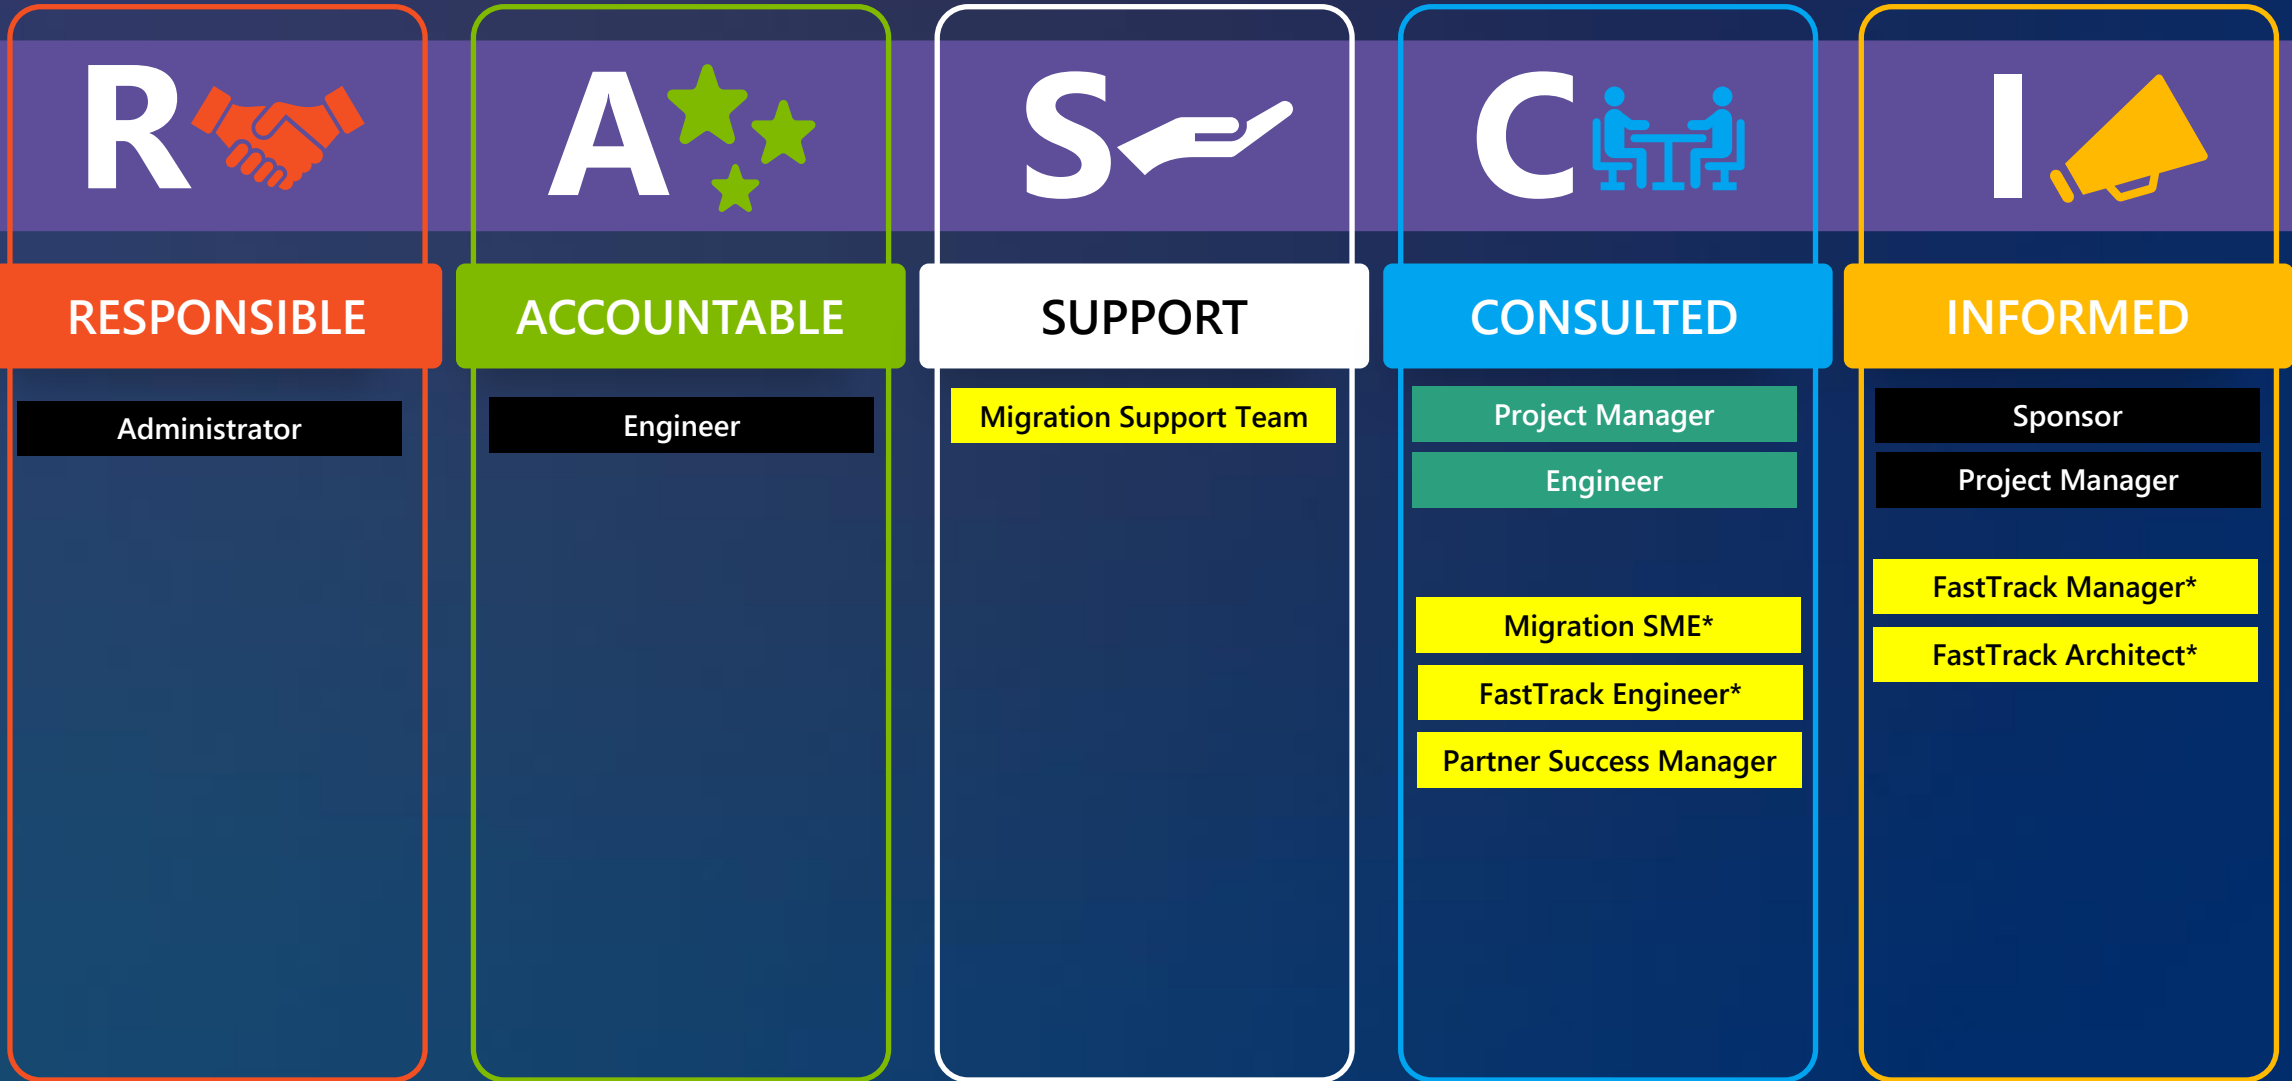 R
A
S
C
I
RESPONSIBLE
ACCOUNTABLE
SUPPORT
CONSULTED
INFORMED
Administrator
Engineer
Migration Support Team
Project Manager
Engineer
Migration SME*
FastTrack Engineer*
Partner Success Manager
Sponsor
Project Manager
FastTrack Manager*
FastTrack Architect*